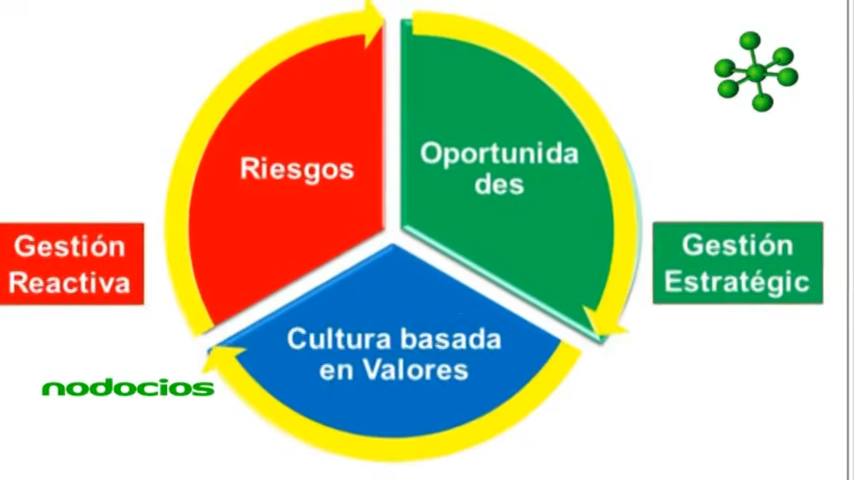 Riesgos
Oportunida
des
Gestión
Reactiva
Gestión
Estratégic
Cultura basada
en Valores
nodocios